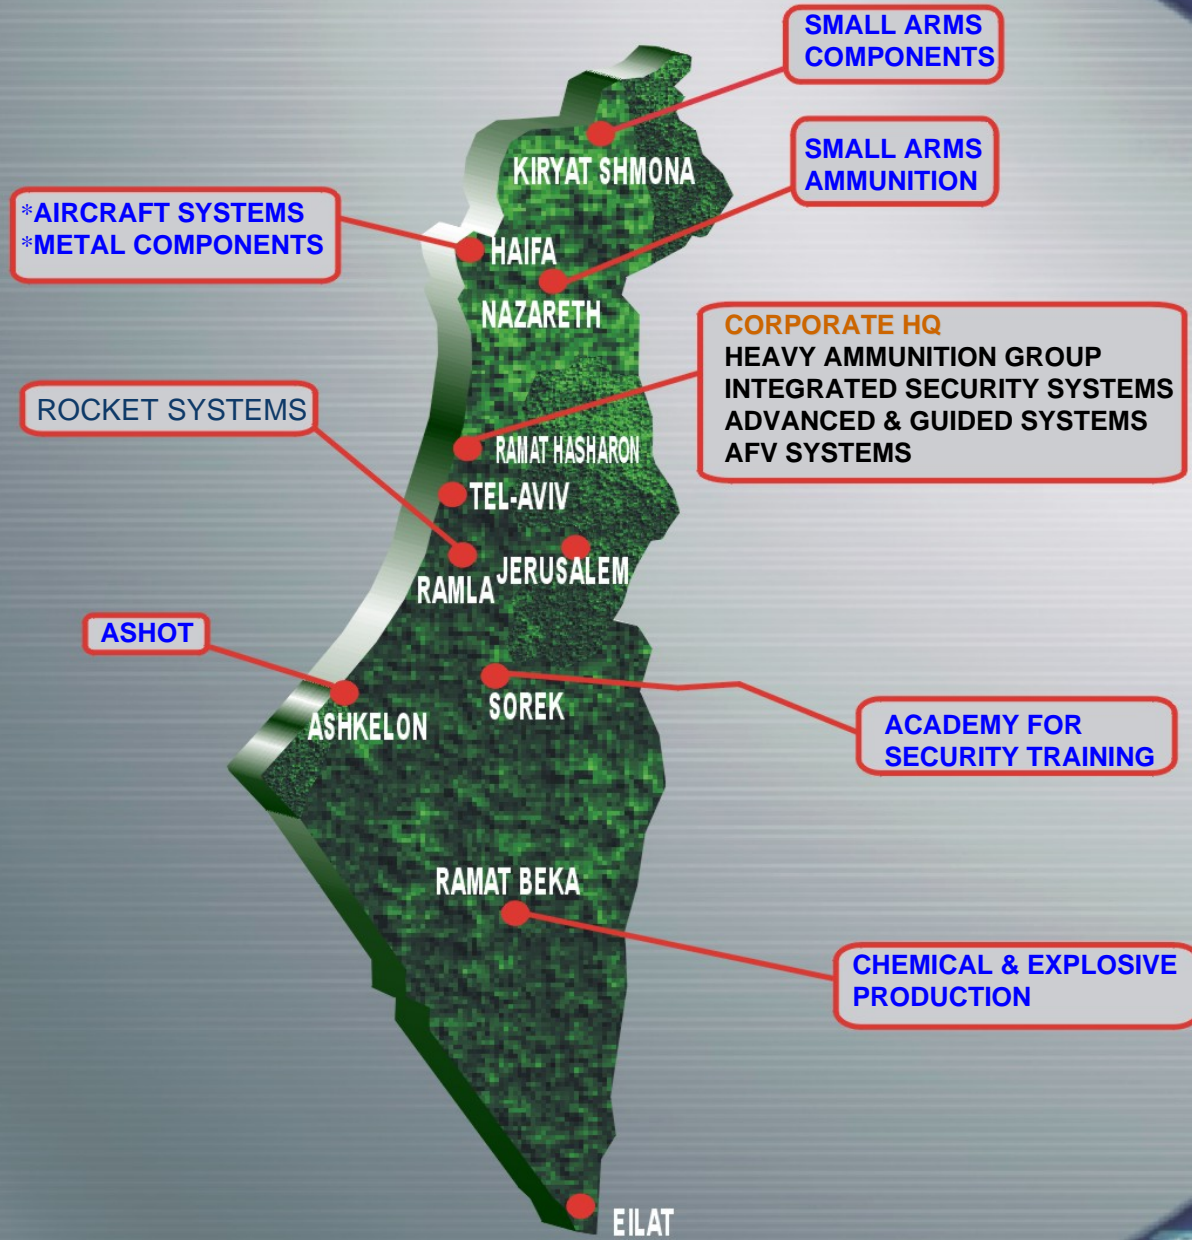 SMALL ARMS
COMPONENTS
KIRYAT SHMONA
SMALL ARMS
AMMUNITION
*AIRCRAFT SYSTEMS
*METAL COMPONENTS
HAIFA
NAZARETH
CORPORATE HQ
HEAVY AMMUNITION GROUP
INTEGRATED SECURITY SYSTEMS
ADVANCED & GUIDED SYSTEMS
AFV SYSTEMS
ROCKET SYSTEMS
RAMAT HASHARON
TEL-AVIV
JERUSALEM
RAMLA
ASHOT
SOREK
ASHKELON
ACADEMY FOR
SECURITY TRAINING
RAMAT BEKA
CHEMICAL & EXPLOSIVE
PRODUCTION
EILAT